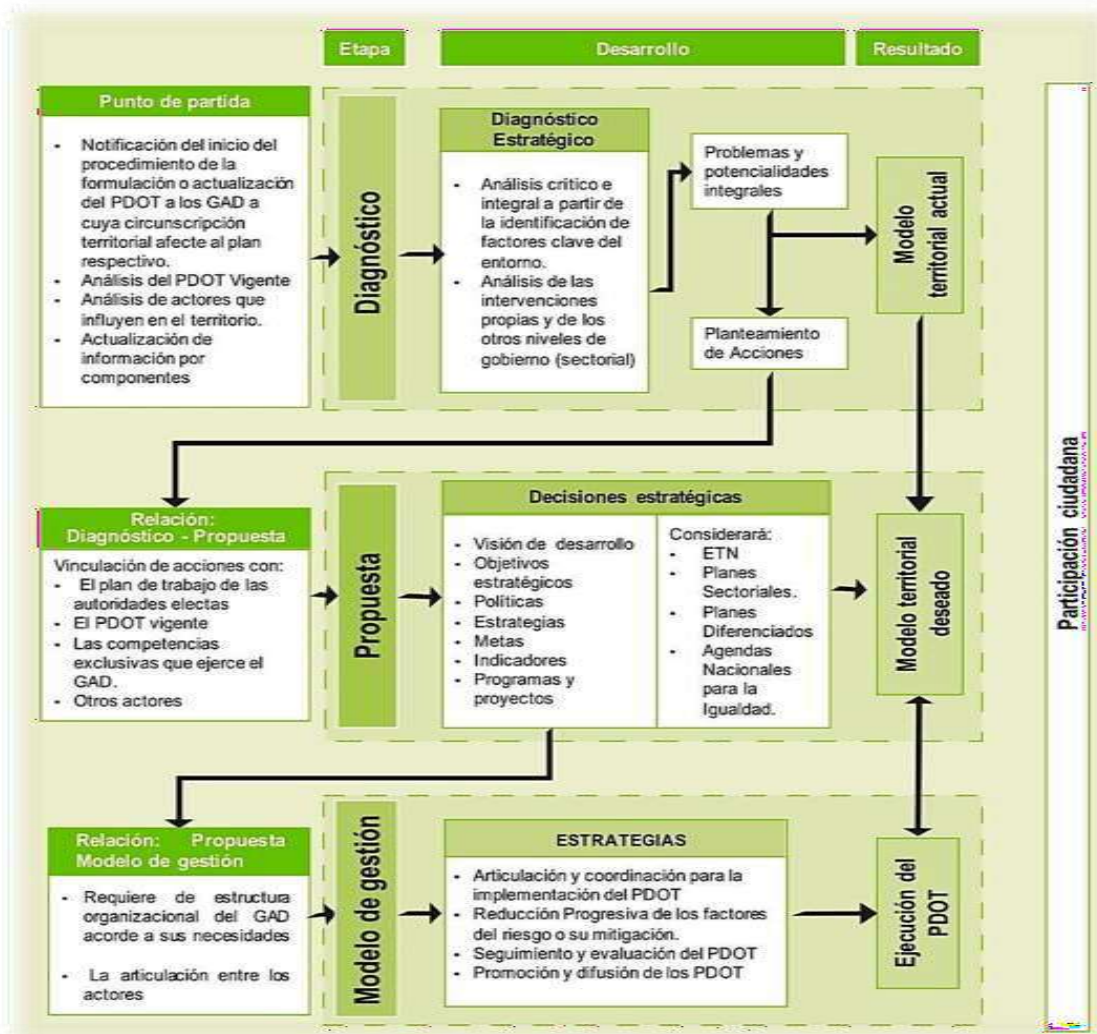 Etapa
Desarrollo
Resultado
Punto de partida
- Notificación del inicio del
procedimiento de la
formulación o actualización
del PDOT a los GAD a
cuya circunscripción
territorial afecte al plan
respectivo.
- Análisis del PDOT Vigente
- Análisis de actores que
influyen en el territorio.
- Actualización de
información por
componentes
Diagnóstico
Diagnóstico
Estratégico
- Análisis crítico e
integral a partir de
la identificación de
factores clave del
entorno.
- Análisis de las
intervenciones
propias y de los
otros niveles de
gobierno (sectorial)
Problemas y
potencialidades
integrales
Planteamiento
de Acciones
Modelo
territorial actual
Relación:
Diagnóstico - Propuesta
Vinculación de acciones con:
- El plan de trabajo de las
autoridades electas
- El PDOT vigente
- Las competencias
exclusivas que ejerce el
GAD.
- Otros actores
Propuesta
Decisiones estratégicas
- Visión de desarrollo
- Objetivos
estratégicos
- Políticas
- Estrategias
- Metas
- Indicadores
- Programas y
proyectos
Considerará:
- ETN
- Planes
Sectoriales.
- Planes
Diferenciados
- Agendas
Nacionales
para la
Igualdad.
Modelo territorial
deseado
Relación: Propuesta
Modelo de gestión
- Requiere de estructura
organizacional del GAD
acorde a sus necesidades
- La articulación entre los
actores
Modelo de gestión
ESTRATEGIAS
- Articulación y coordinación para la
implementación del PDOT
- Reducción Progresiva de los factores
del riesgo o su mitigación.
- Seguimiento y evaluación del PDOT
- Promoción y difusión de los PDOT
Ejecución del
PDOT
Participación ciudadana